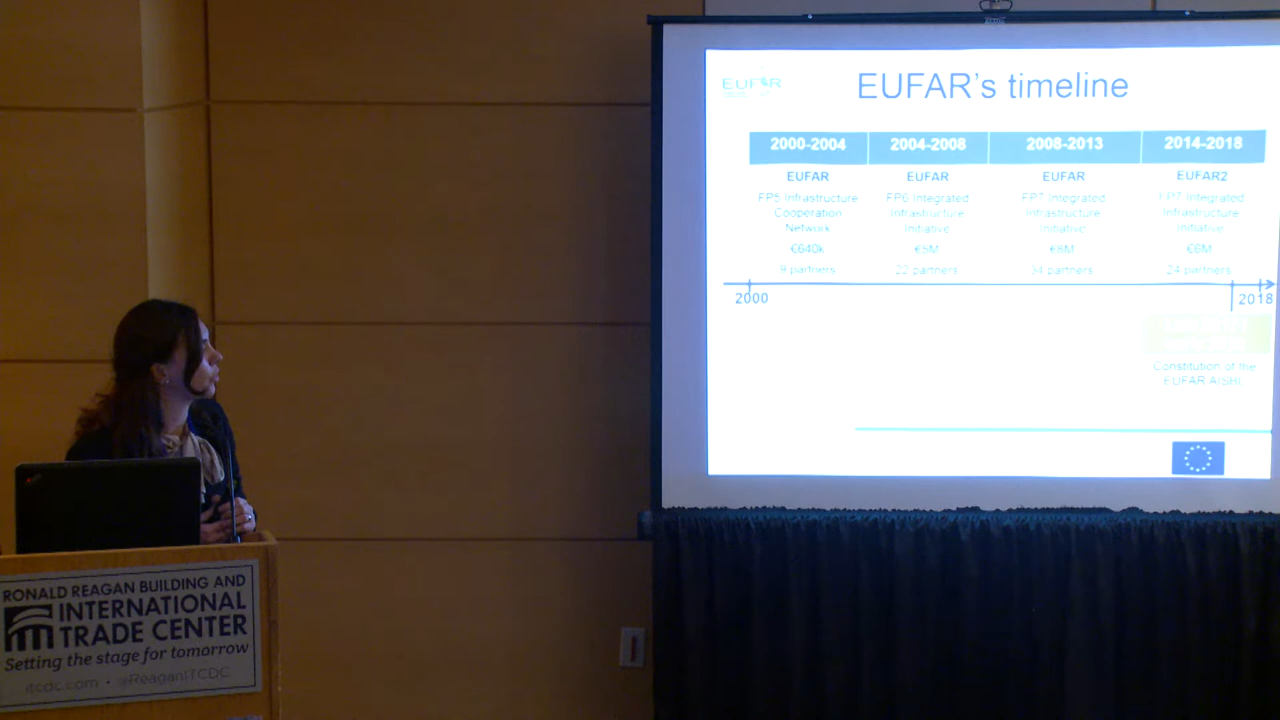 EUFAR
EUFAR's timeline
2000-2004
2004-2008
2008-2013
2014-2018
EUFAR
EUFAR
EUFAR
EUFAR2
FP5 Infrastructure
Cooperation
Network
FP6 Integrated
Infrastructure
Initiative
FP7 Integrated
Infrastructure
Initiative
FP7 Integrated
Infrastructure
Initiative
€640k
€5M
€8M
€6M
9 partners
22 partners
34 partners
24 partners
2000
2018
Constitution of the
EUFAR AISBL
RONALD REAGAN BUILDING AND
INTERNATIONAL
TRADE CENTER
Setting the stage for tomorrow
itcdc.com • @ReaganITCDC